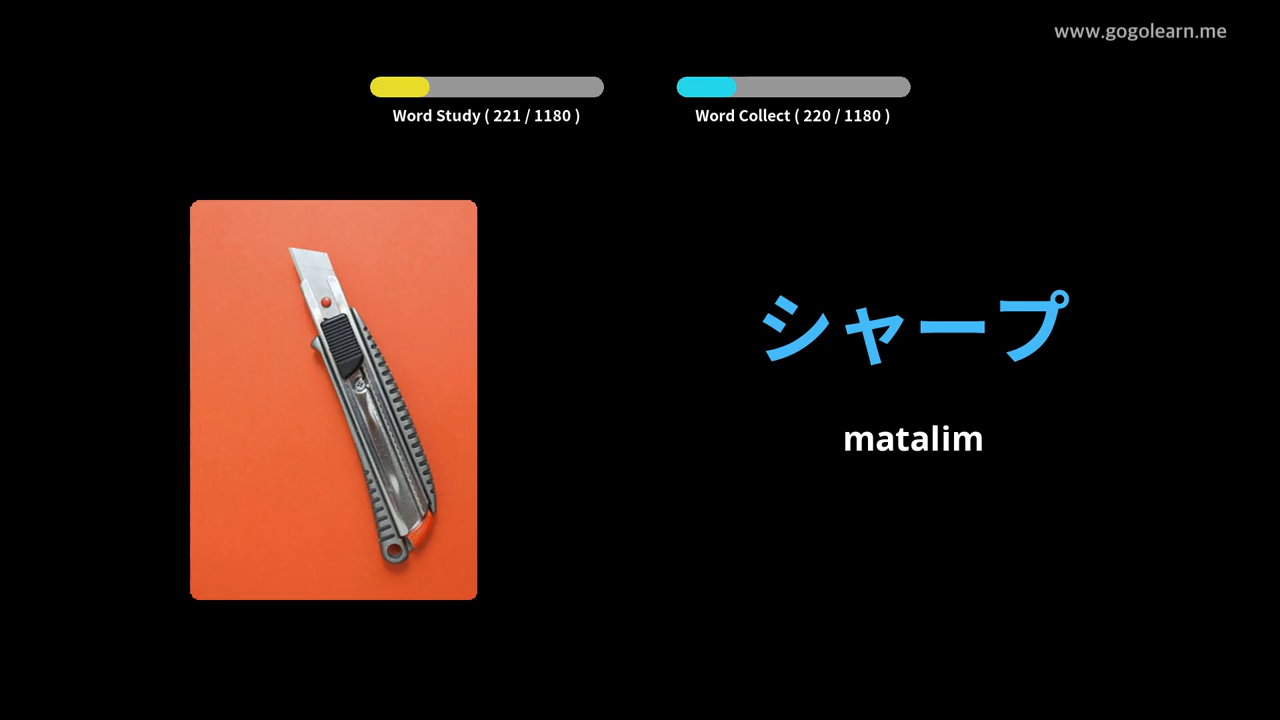 www.gogolearn.me
Word Study ( 221 / 1180 )
Word Collect ( 220 / 1180 )
シャープ
matalim